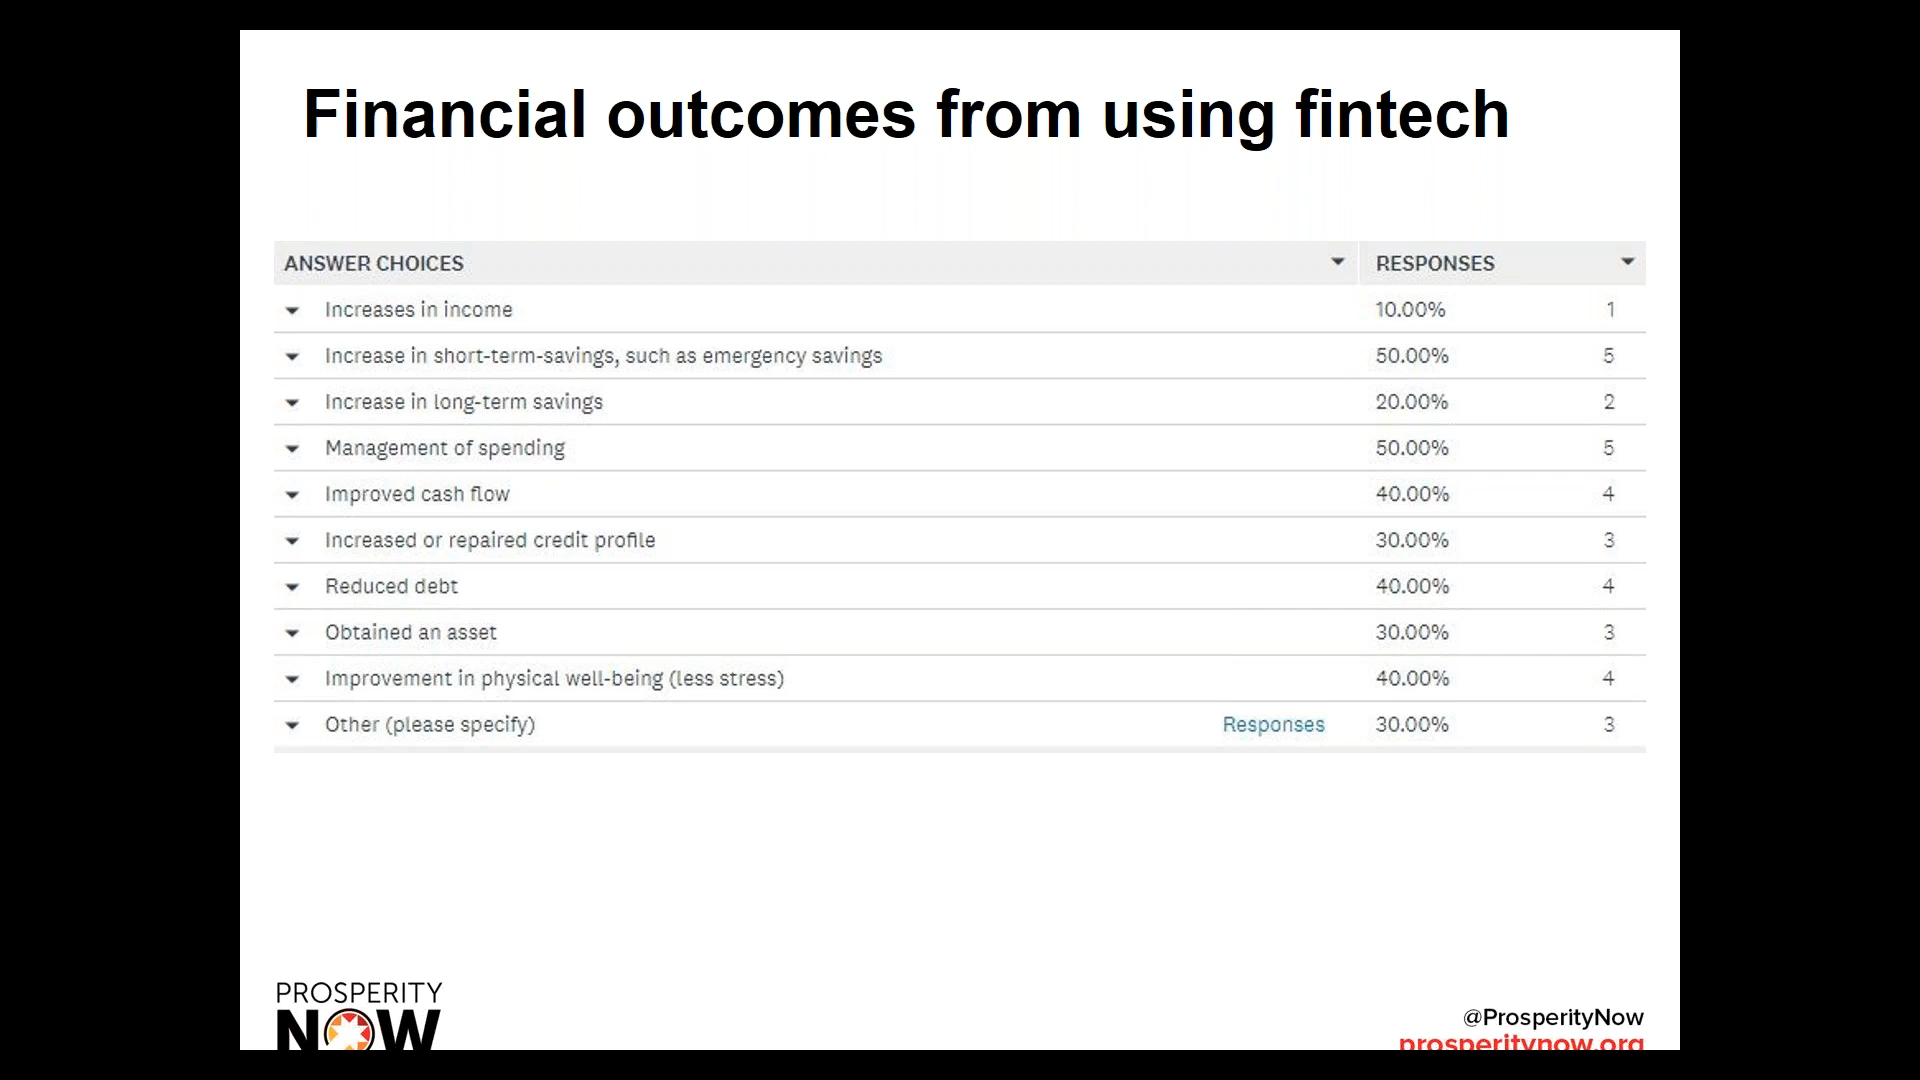 Financial outcomes from using fintech
ANSWER CHOICES RESPONSES
Increases in income 10.00% 1
Increase in short-term-savings, such as emergency savings 50.00% 5
Increase in long-term savings 20.00% 2
Management of spending 50.00% 5
Improved cash flow 40.00% 4
Increased or repaired credit profile 30.00% 3
Reduced debt 40.00% 4
Obtained an asset 30.00% 3
Improvement in physical well-being (less stress) 40.00% 4
Other (please specify) Responses 30.00% 3
PROSPERITY
NOW
@ProsperityNow
prosperitynow.org